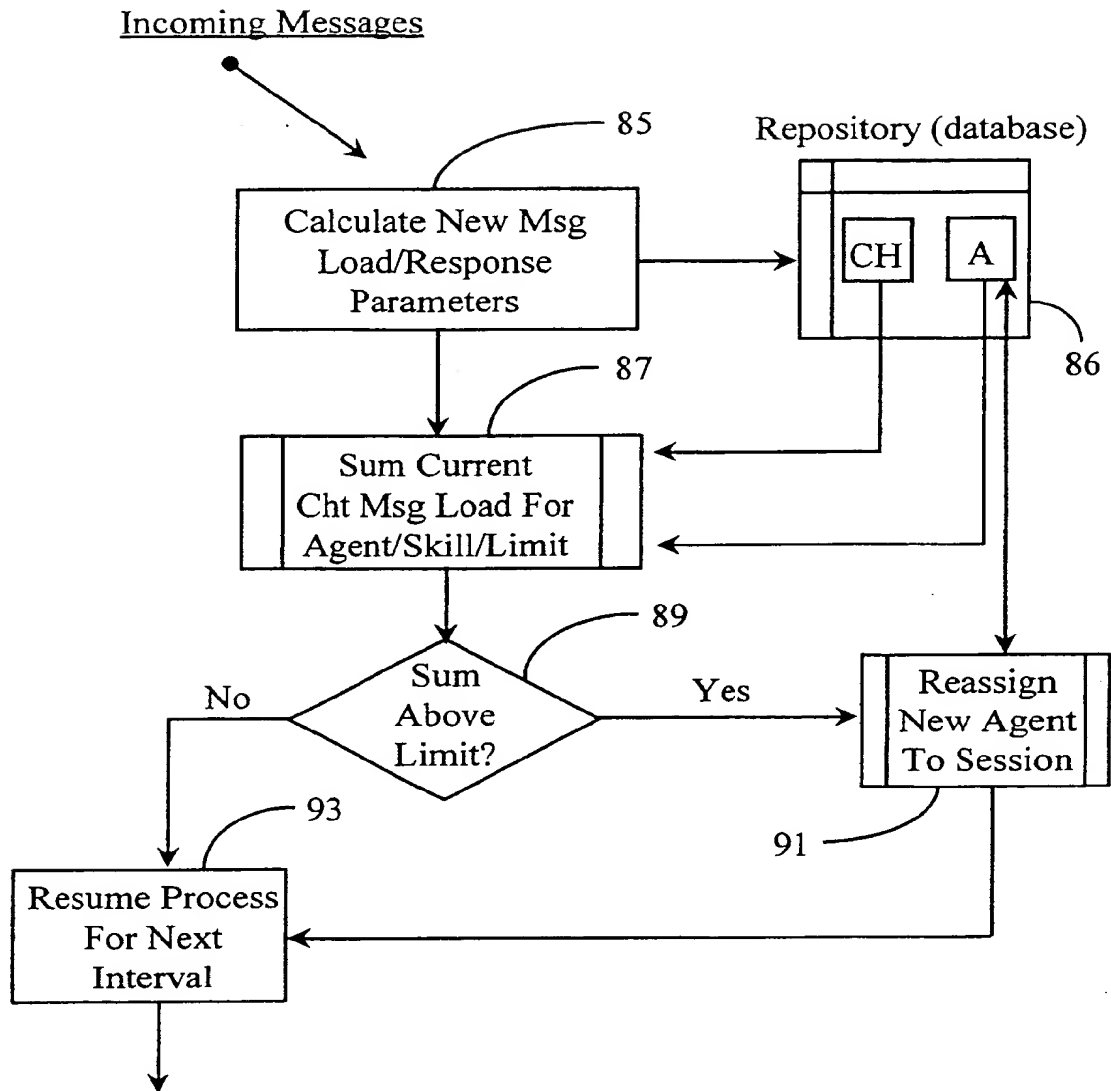 Incoming Messages
85
Repository (database)
Calculate New Msg
Load/Response
Parameters
CH
A
86
87
Sum Current
Cht Msg Load For
Agent/Skill/Limit
89
Sum
Above
Limit?
No
Yes
Reassign
New Agent
To Session
91
93
Resume Process
For Next
Interval